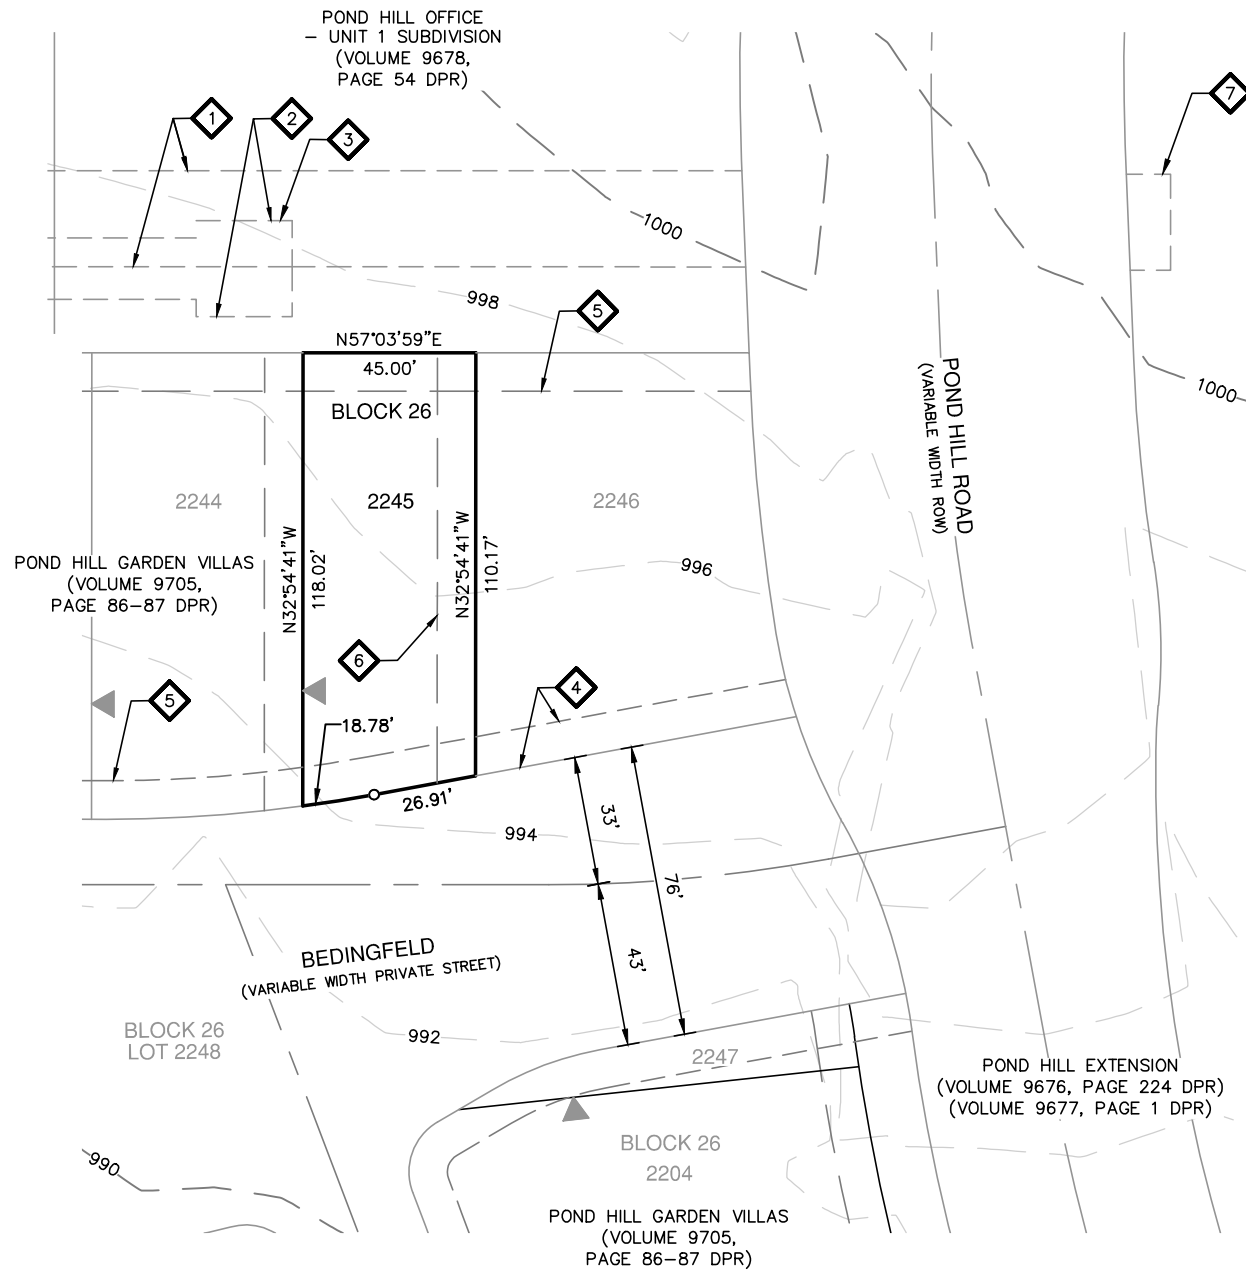 POND HILL OFFICE
– UNIT 1 SUBDIVISION
(VOLUME 9678,
PAGE 54 DPR)
1
2
3
7
1000
998
5
N57°03'59"E
45.00'
BLOCK 26
1000
POND HILL ROAD
(VARIABLE WIDTH ROW)
2244
2245
2246
N32°54'41"W
118.02'
N32°54'41"W
110.17'
POND HILL GARDEN VILLAS
(VOLUME 9705,
PAGE 86–87 DPR)
996
6
5
4
18.78'
26.91'
994
33'
76'
43'
BEDINGFELD
(VARIABLE WIDTH PRIVATE STREET)
BLOCK 26
LOT 2248
992
2247
POND HILL EXTENSION
(VOLUME 9676, PAGE 224 DPR)
(VOLUME 9677, PAGE 1 DPR)
990
BLOCK 26
2204
POND HILL GARDEN VILLAS
(VOLUME 9705,
PAGE 86–87 DPR)